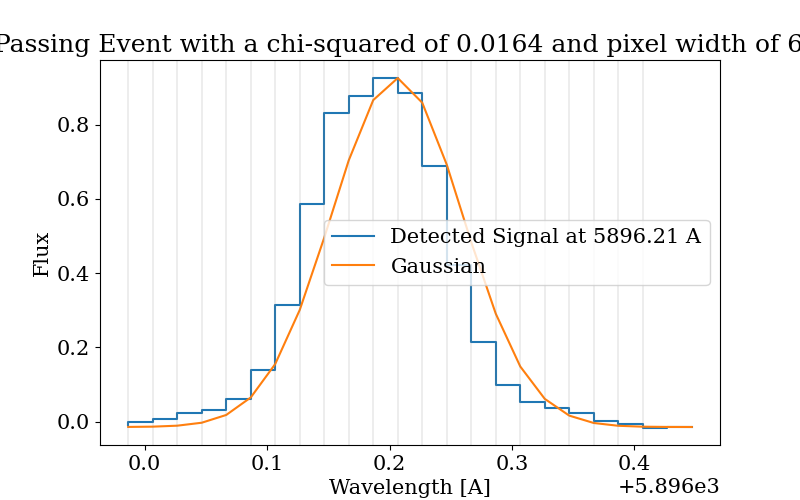 Passing Event with a chi-squared of 0.0164 and pixel width of 6
Flux
0.8
0.6
0.4
0.2
0.0
Detected Signal at 5896.21 A
Gaussian
0.0 0.1 0.2 0.3 0.4
Wavelength [A]
+5.896e3